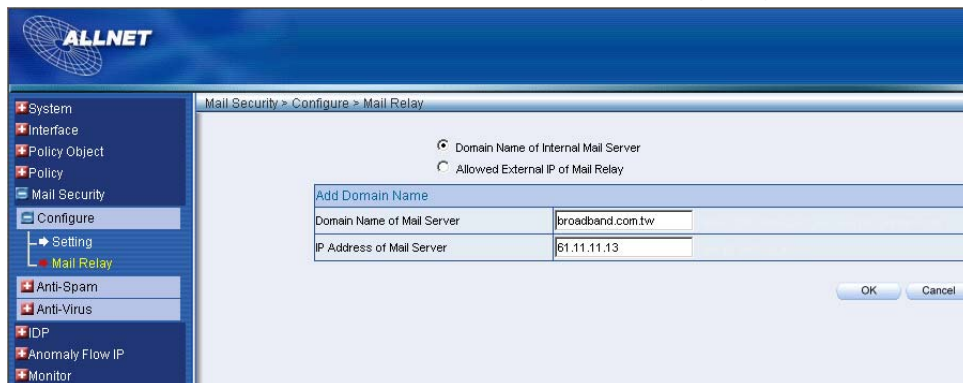 ALLNET
System
Interface
Policy Object
Policy
Mail Security
Configure
Setting
Mail Relay
Anti-Spam
Anti-Virus
IDP
Anomaly Flow IP
Monitor
Mail Security > Configure > Mail Relay
Domain Name of Internal Mail Server
Allowed External IP of Mail Relay
Add Domain Name
Domain Name of Mail Server broadband.com.tw
IP Address of Mail Server 61.11.11.13
OK Cancel